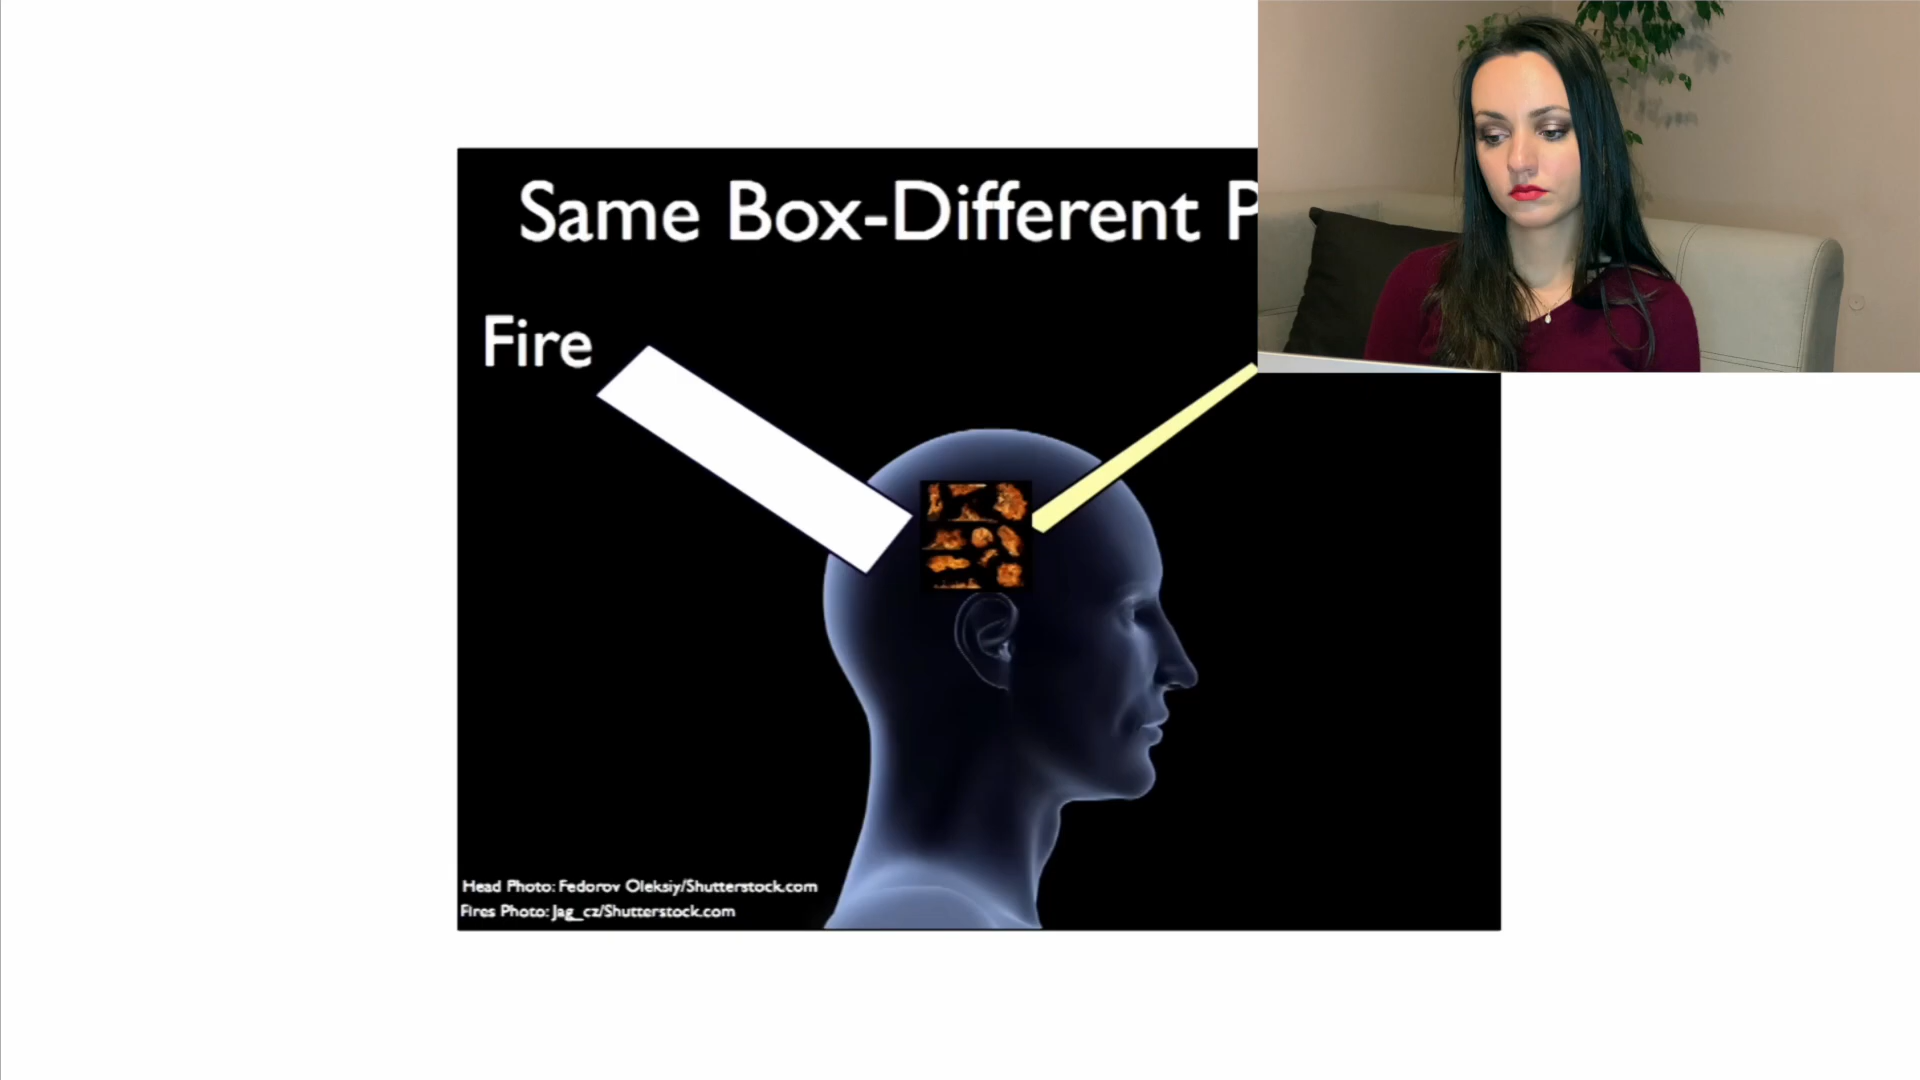 Same Box-Different P
Fire
Head Photo: Fedorov Oleksiy/Shutterstock.com
Fires Photo: Jag_cz/Shutterstock.com